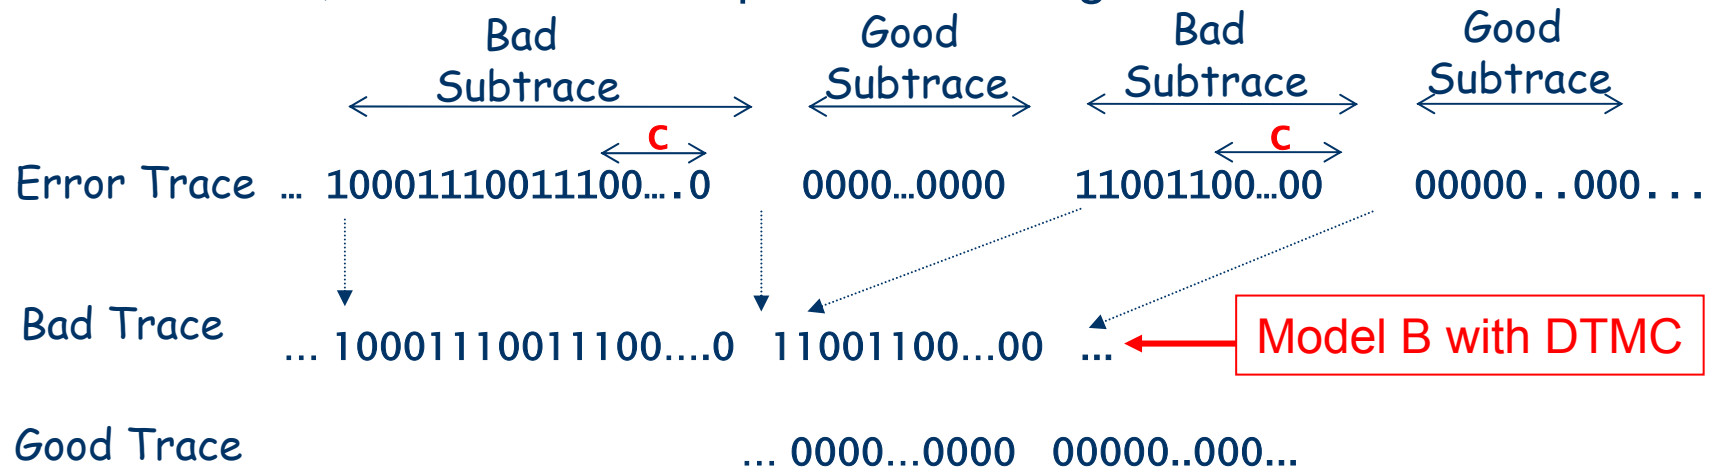 Bad Good Bad Good
Subtrace Subtrace Subtrace Subtrace
C C
Error Trace … 10001110011100….0 0000…0000 11001100…00 00000..000...
Bad Trace … 10001110011100….0 11001100…00 … Model B with DTMC
Good Trace … 0000…0000 00000..000…